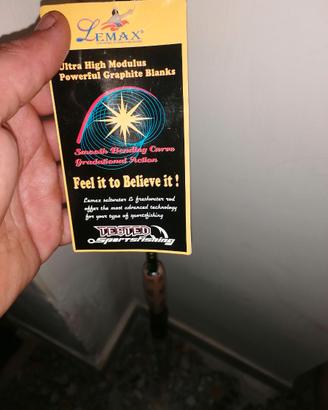 LEMAX®
Ultra High Modulus
Powerful Graphite Blanks
Smooth Bending Curve
Gradational Action
Feel it to Believe it !
Lemax saltwater & freshwater rod
offer the most advanced technology
for your type of sportfishing
TESTED
Sportsfishing